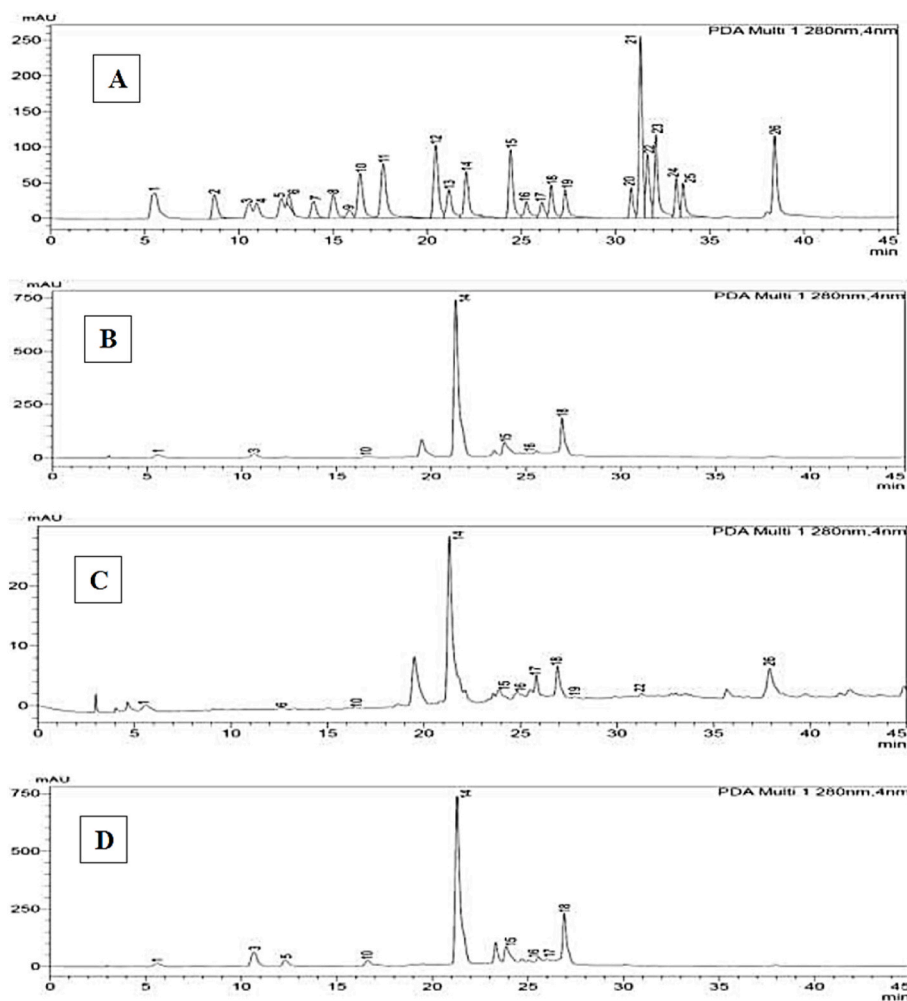 mAU
PDA Multi 1 280nm,4nm
250
200
150
100
50
0
A
1 2 3 4 5 6 7 8 9 10 11 12 13 14 15 16 17 18 19 20 21 22 23 24 25 26
0 5 10 15 20 25 30 35 40 45
min
mAU
PDA Multi 1 280nm,4nm
750
500
250
0
B
1 3 10 14 15 16 18
0 5 10 15 20 25 30 35 40 45
min
mAU
PDA Multi 1 280nm,4nm
20
10
0
C
1 6 10 14 15 16 17 18 19 22 26
0 5 10 15 20 25 30 35 40 45
min
mAU
PDA Multi 1 280nm,4nm
750
500
250
0
D
1 3 5 10 14 15 16 17 18
0 5 10 15 20 25 30 35 40 45
min